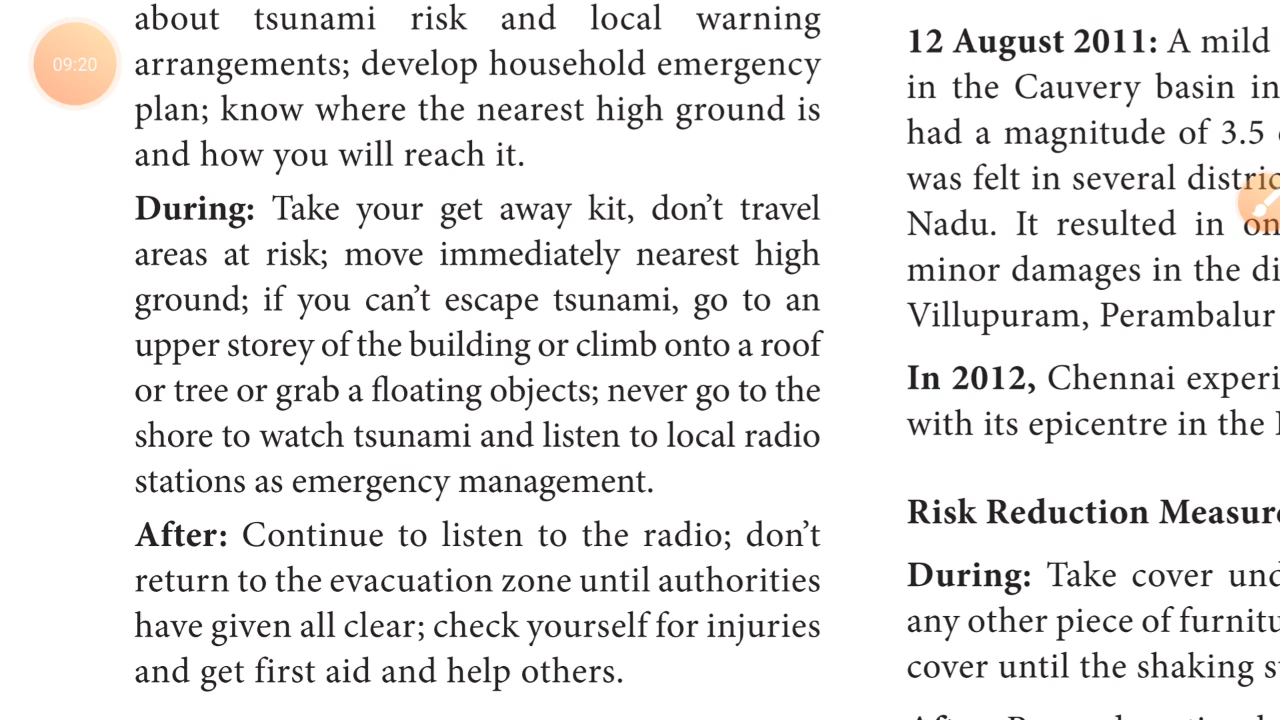 09:20
about tsunami risk and local warning
arrangements; develop household emergency
plan; know where the nearest high ground is
and how you will reach it.
During: Take your get away kit, don't travel
areas at risk; move immediately nearest high
ground; if you can't escape tsunami, go to an
upper storey of the building or climb onto a roof
or tree or grab a floating objects; never go to the
shore to watch tsunami and listen to local radio
stations as emergency management.
After: Continue to listen to the radio; don't
return to the evacuation zone until authorities
have given all clear; check yourself for injuries
and get first aid and help others.
12 August 2011: A mild
in the Cauvery basin in
had a magnitude of 3.5
was felt in several
Nadu. It resulted in
minor damages in the
Villupuram, Perambalur
In 2012, Chennai
with its epicentre in the
Risk Reduction
During: Take cover
any other piece of
cover until the shaking